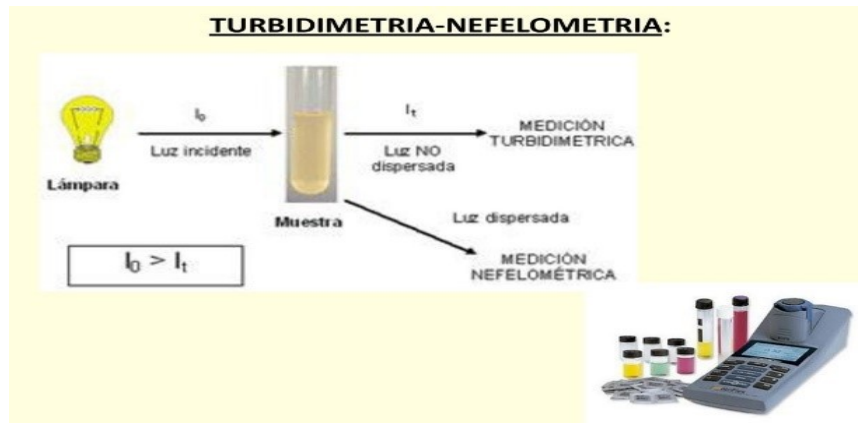 TURBIDIMETRIA-NEFELOMETRIA:
I₀
Luz incidente
Lámpara
Muestra
Iₜ
Luz NO
dispersada
MEDICIÓN
TURBIDIMETRICA
Luz dispersada
MEDICIÓN
NEFELOMÉTRICA
I₀ > Iₜ